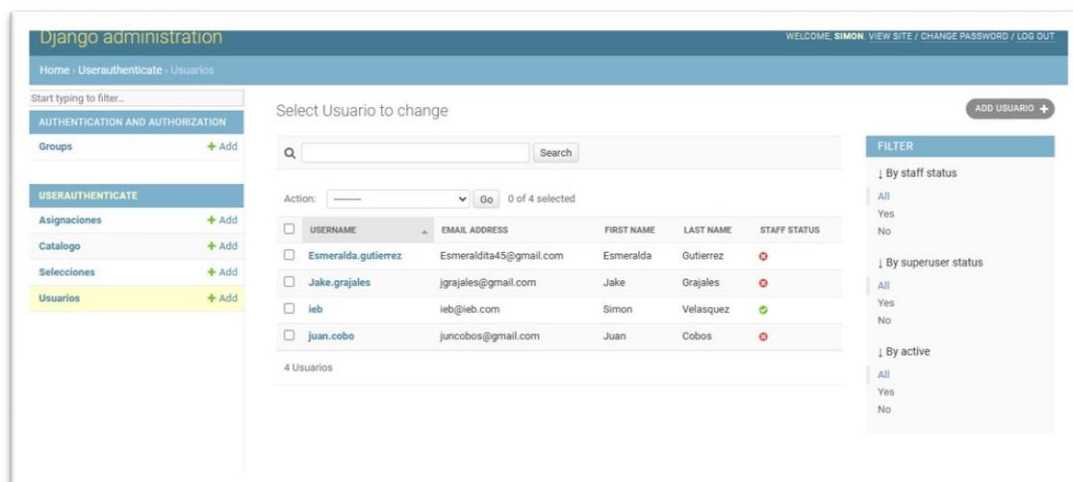 Django administration
WELCOME, SIMON. VIEW SITE / CHANGE PASSWORD / LOG OUT
Home › Userauthenticate › Usuarios
Start typing to filter...
AUTHENTICATION AND AUTHORIZATION
Groups + Add
USERAUTHENTICATE
Asignaciones + Add
Catalogo + Add
Selecciones + Add
Usuarios + Add
Select Usuario to change
ADD USUARIO +
Search
Action: --------- Go 0 of 4 selected
USERNAME EMAIL ADDRESS FIRST NAME LAST NAME STAFF STATUS
Esmeralda.gutierrez Esmeraldita45@gmail.com Esmeralda Gutierrez
Jake.grajales jgrajales@gmail.com Jake Grajales
ieb ieb@ieb.com Simon Velasquez
juan.cobo juncobos@gmail.com Juan Cobos
4 Usuarios
FILTER
↓ By staff status
All
Yes
No
↓ By superuser status
All
Yes
No
↓ By active
All
Yes
No